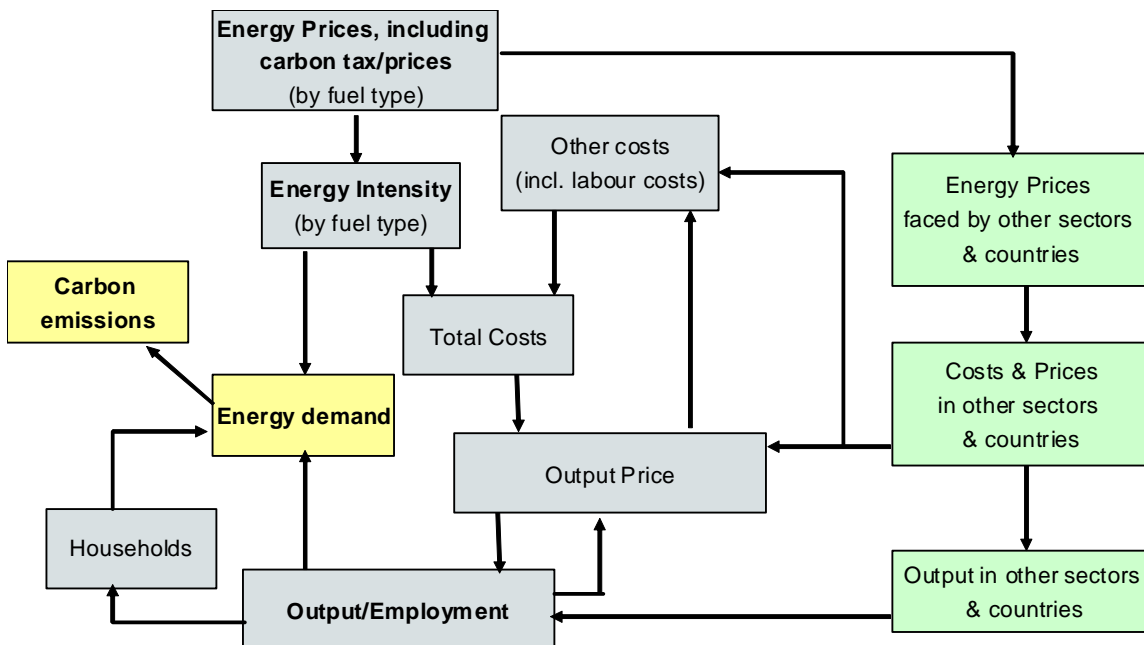 Energy Prices, including
carbon tax/prices
(by fuel type)
Other costs
(incl. labour costs)
Energy Intensity
(by fuel type)
Energy Prices
faced by other sectors
& countries
Carbon
emissions
Total Costs
Costs & Prices
in other sectors
& countries
Energy demand
Output Price
Households
Output in other sectors
& countries
Output/Employment